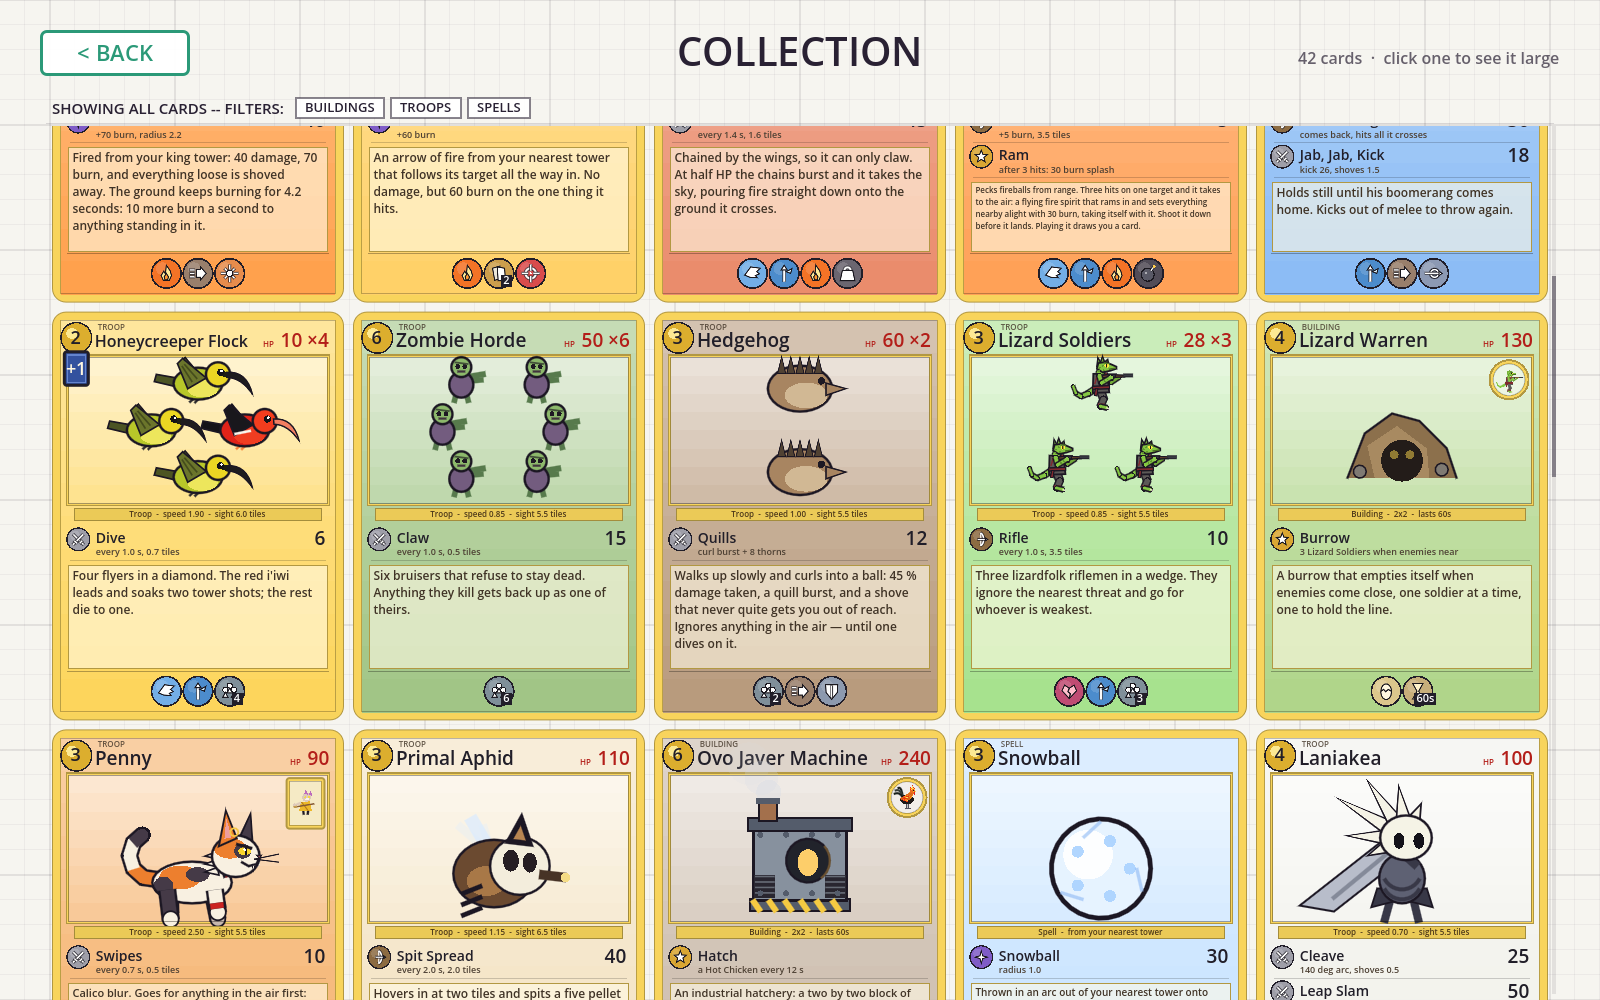 < BACK
COLLECTION
42 cards · click one to see it large
SHOWING ALL CARDS -- FILTERS:
BUILDINGS
TROOPS
SPELLS
+70 burn, radius 2.2
Fired from your king tower: 40 damage, 70
burn, and everything loose is shoved
away. The ground keeps burning for 4.2
seconds: 10 more burn a second to
anything standing in it.
+60 burn
An arrow of fire from your nearest tower
that follows its target all the way in. No
damage, but 60 burn on the one thing it
hits.
2
every 1.4 s, 1.6 tiles
Chained by the wings, so it can only claw.
At half HP the chains burst and it takes the
sky, pouring fire straight down onto the
ground it crosses.
+5 burn, 3.5 tiles
Ram
after 3 hits: 30 burn splash
Pecks fireballs from range. Three hits on one target and it takes
to the air: a flying fire spirit that rams in and sets everything
nearby alight with 30 burn, taking itself with it. Shoot it down
before it lands. Playing it draws you a card.
comes back, hits all it crosses
Jab, Jab, Kick
18
kick 26, shoves 1.5
Holds still until his boomerang comes
home. Kicks out of melee to throw again.
2
TROOP
Honeycreeper Flock
HP 10 ×4
+1
Troop - speed 1.90 - sight 6.0 tiles
Dive
6
every 1.0 s, 0.7 tiles
Four flyers in a diamond. The red i'iwi
leads and soaks two tower shots; the rest
die to one.
4
6
TROOP
Zombie Horde
HP 50 ×6
Troop - speed 0.85 - sight 5.5 tiles
Claw
15
every 1.0 s, 0.5 tiles
Six bruisers that refuse to stay dead.
Anything they kill gets back up as one of
theirs.
6
3
TROOP
Hedgehog
HP 60 ×2
Troop - speed 1.00 - sight 5.5 tiles
Quills
12
curl burst + 8 thorns
Walks up slowly and curls into a ball: 45 %
damage taken, a quill burst, and a shove
that never quite gets you out of reach.
Ignores anything in the air — until one
dives on it.
2
3
TROOP
Lizard Soldiers
HP 28 ×3
Troop - speed 0.85 - sight 5.5 tiles
Rifle
10
every 1.0 s, 3.5 tiles
Three lizardfolk riflemen in a wedge. They
ignore the nearest threat and go for
whoever is weakest.
3
4
BUILDING
Lizard Warren
HP 130
Building - 2x2 - lasts 60s
Burrow
3 Lizard Soldiers when enemies near
A burrow that empties itself when
enemies come close, one soldier at a time,
one to hold the line.
60s
3
TROOP
Penny
HP 90
Troop - speed 2.50 - sight 5.5 tiles
Swipes
10
every 0.7 s, 0.5 tiles
Calico blur. Goes for anything in the air first:
3
TROOP
Primal Aphid
HP 110
Troop - speed 1.15 - sight 6.5 tiles
Spit Spread
40
every 2.0 s, 2.0 tiles
Hovers in at two tiles and spits a five pellet
6
BUILDING
Ovo Javer Machine
HP 240
Building - 2x2 - lasts 60s
Hatch
a Hot Chicken every 12 s
An industrial hatchery: a two by two block of
3
SPELL
Snowball
Spell - from your nearest tower
Snowball
30
radius 1.0
Thrown in an arc out of your nearest tower onto
4
TROOP
Laniakea
HP 100
Troop - speed 0.70 - sight 5.5 tiles
Cleave
25
140 deg arc, shoves 0.5
Leap Slam
50